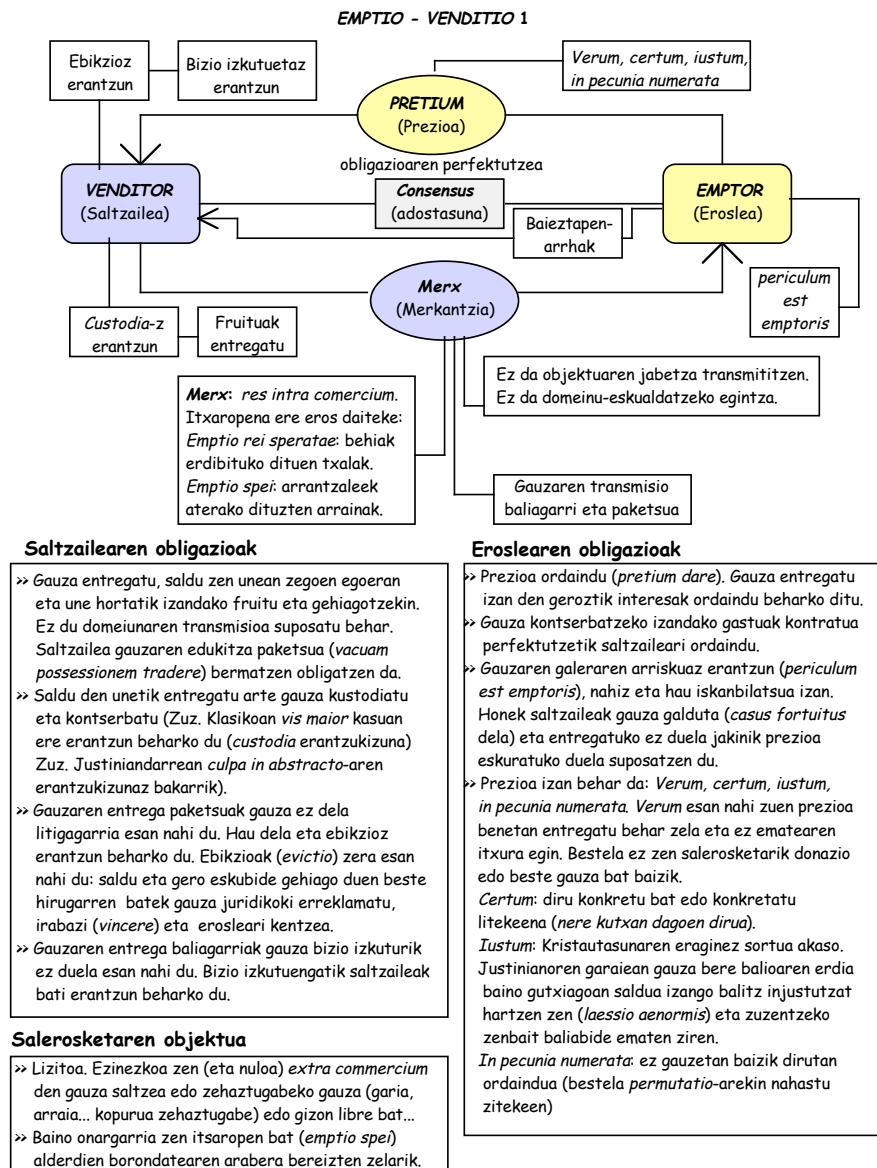 EMPTIO - VENDITIO 1
Ebikzioz
erantzun
Bizio izkutuetaz
erantzun
Verum, certum, iustum,
in pecunia numerata
PRETIUM
(Prezioa)
obligazioaren perfektutzea
VENDITOR
(Saltzailea)
Consensus
(adostasuna)
EMPTOR
(Eroslea)
Baieztapen-
arrhak
Merx
(Merkantzia)
periculum
est
emptoris
Custodia-z
erantzun
Fruituak
entregatu
Merx: res intra comercium.
Itxaropena ere eros daiteke:
Emptio rei speratae: behiak
erdibituko dituen txalak.
Emptio spei: arrantzaleek
aterako dituzten arrainak.
Ez da objektuaren jabetza transmititzen.
Ez da domeinu-eskualdatzeko egintza.
Gauzaren transmisio
baliagarri eta paketsua
Saltzailearen obligazioak
» Gauza entregatu, saldu zen unean zegoen egoeran
eta une hortatik izandako fruitu eta gehiagotzekin.
Ez du domeiunaren transmisioa suposatu behar.
Saltzailea gauzaren edukitza paketsua (vacuam
possessionem tradere) bermatzen obligatzen da.
» Saldu den unetik entregatu arte gauza kustodiatu
eta kontserbatu (Zuz. Klasikoan vis maior kasuan
ere erantzun beharko du (custodia erantzukizuna)
Zuz. Justiniandarrean culpa in abstracto-aren
erantzukizunaz bakarrik).
» Gauzaren entrega paketsuak gauza ez dela
litigagarria esan nahi du. Hau dela eta ebikzioz
erantzun beharko du. Ebikzioak (evictio) zera esan
nahi du: saldu eta gero eskubide gehiago duen beste
hirugarren batek gauza juridikoki erreklamatu,
irabazi (vincere) eta erosleari kentzea.
» Gauzaren entrega baliagarriak gauza bizio izkuturik
ez duela esan nahi du. Bizio izkutuengatik saltzaileak
bati erantzun beharko du.
Salerosketaren objektua
» Lizitoa. Ezinezkoa zen (eta nuloa) extra commercium
den gauza saltzea edo zehaztugabeko gauza (garia,
arraia... kopurua zehaztugabe) edo gizon libre bat...
» Baino onargarria zen itsaropen bat (emptio spei)
alderdien borondatearen arabera bereizten zelarik.
Eroslearen obligazioak
» Prezioa ordaindu (pretium dare). Gauza entregatu
izan den geroztik interesak ordaindu beharko ditu.
» Gauza kontserbatzeko izandako gastuak kontratua
perfektutzetik saltzaileari ordaindu.
» Gauzaren galeraren arriskuaz erantzun (periculum
est emptoris), nahiz eta hau iskanbilatsua izan.
Honek saltzaileak gauza galduta (casus fortuitus
dela) eta entregatuko ez duela jakinik prezioa
eskuratuko duela suposatzen du.
» Prezioa izan behar da: Verum, certum, iustum,
in pecunia numerata. Verum esan nahi zuen prezioa
benetan entregatu behar zela eta ez ematearen
itxura egin. Bestela ez zen salerosketarik donazio
edo beste gauza bat baizik.
Certum: diru konkretu bat edo konkretatu
litekeena (nere kutxan dagoen dirua).
Iustum: Kristautasunaren eraginez sortua akaso.
Justinianoren garaiean gauza bere balioaren erdia
baino gutxiagoan saldua izango balitz injustutzat
hartzen zen (laessio aenormis) eta zuzentzeko
zenbait baliabide ematen ziren.
In pecunia numerata: ez gauzetan baizik dirutan
ordaindua (bestela permutatio-arekin nahastu
zitekeen)